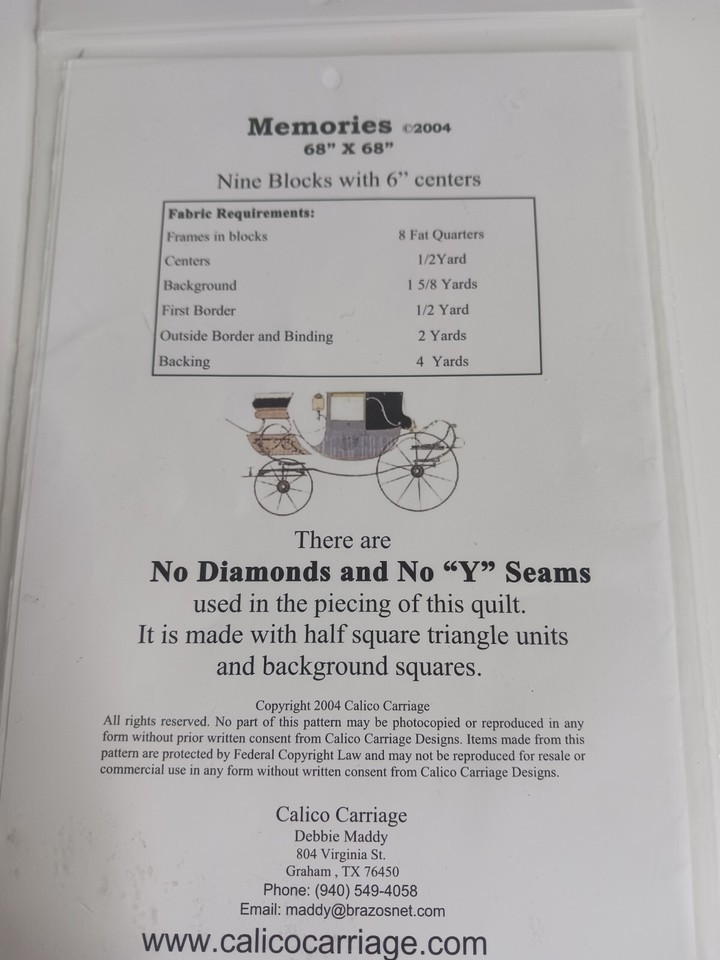 Memories ©2004
68” X 68”
Nine Blocks with 6” centers
Fabric Requirements:
Frames in blocks 8 Fat Quarters
Centers 1/2Yard
Background 1 5/8 Yards
First Border 1/2 Yard
Outside Border and Binding 2 Yards
Backing 4 Yards
There are
No Diamonds and No “Y” Seams
used in the piecing of this quilt.
It is made with half square triangle units
and background squares.
Copyright 2004 Calico Carriage
All rights reserved. No part of this pattern may be photocopied or reproduced in any
form without prior written consent from Calico Carriage Designs. Items made from this
pattern are protected by Federal Copyright Law and may not be reproduced for resale or
commercial use in any form without written consent from Calico Carriage Designs.
Calico Carriage
Debbie Maddy
804 Virginia St.
Graham , TX 76450
Phone: (940) 549-4058
Email: maddy@brazosnet.com
www.calicocarriage.com